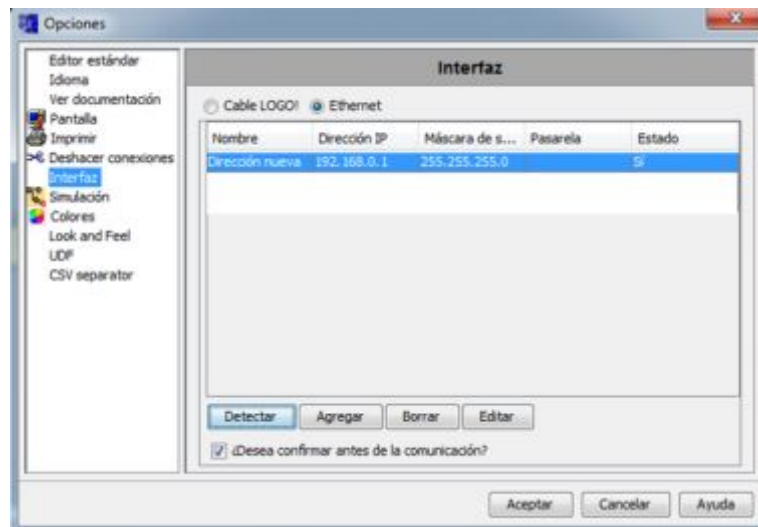 Opciones
Editor estándar
Idioma
Ver documentación
Pantalla
Imprimir
Deshacer conexiones
Interfaz
Simulación
Colores
Look and Feel
UDF
CSV separator
Interfaz
Cable LOGO! Ethernet
Nombre Dirección IP Máscara de s... Pasarela Estado
Dirección nueva 192.168.0.1 255.255.255.0 Sí
Detectar Agregar Borrar Editar
¿Desea confirmar antes de la comunicación?
Aceptar Cancelar Ayuda